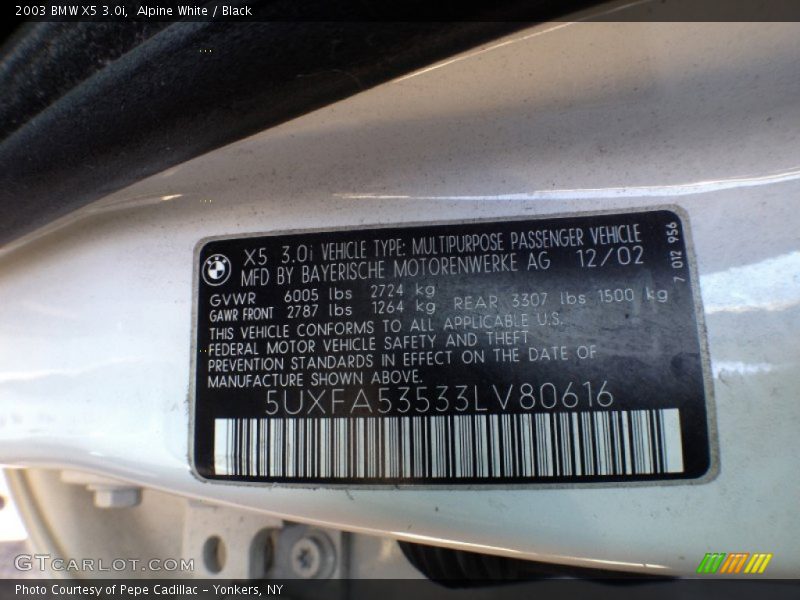 2003 BMW X5 3.0i, Alpine White / Black
X5 3.0i VEHICLE TYPE: MULTIPURPOSE PASSENGER VEHICLE
MFD BY BAYERISCHE MOTORENWERKE AG 12/02
7 012 956
GVWR 6005 lbs 2724 kg
GAWR FRONT 2787 lbs 1264 kg REAR 3307 lbs 1500 kg
THIS VEHICLE CONFORMS TO ALL APPLICABLE U.S.
FEDERAL MOTOR VEHICLE SAFETY AND THEFT
PREVENTION STANDARDS IN EFFECT ON THE DATE OF
MANUFACTURE SHOWN ABOVE.
5UXFA53533LV80616
GTCARLOT.COM
Photo Courtesy of Pepe Cadillac - Yonkers, NY